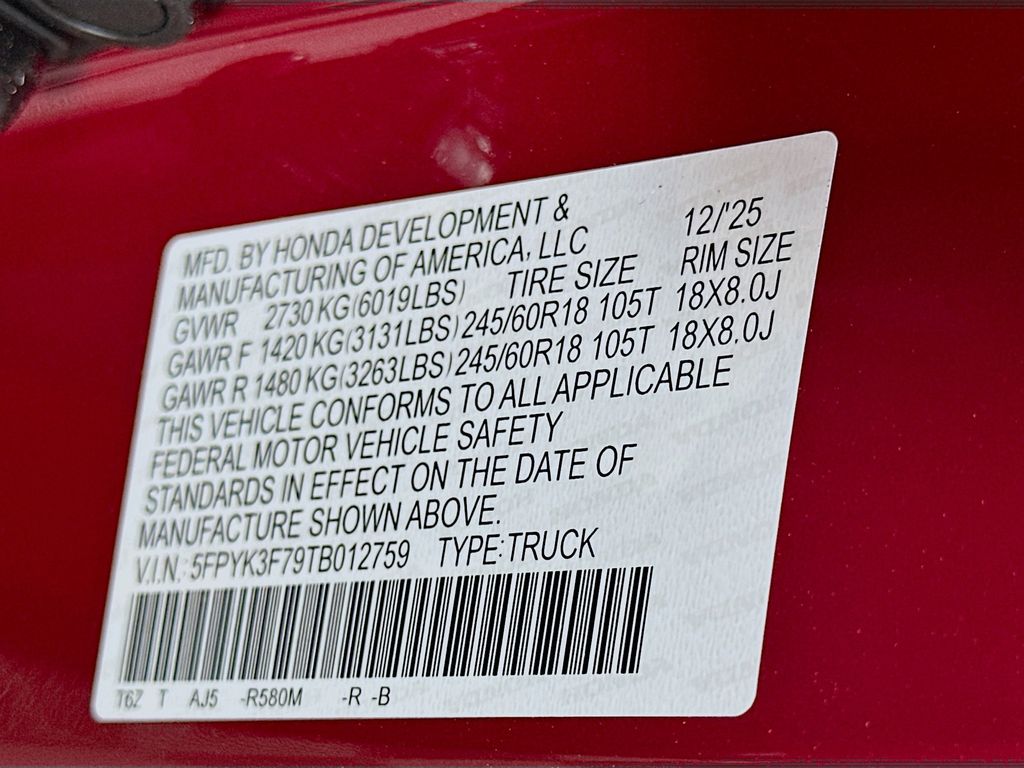 MFD. BY HONDA DEVELOPMENT &
MANUFACTURING OF AMERICA, LLC 12/'25
GVWR 2730 KG(6019LBS) TIRE SIZE RIM SIZE
GAWR F 1420 KG(3131LBS) 245/60R18 105T 18X8.0J
GAWR R 1480 KG(3263LBS) 245/60R18 105T 18X8.0J
THIS VEHICLE CONFORMS TO ALL APPLICABLE
FEDERAL MOTOR VEHICLE SAFETY
STANDARDS IN EFFECT ON THE DATE OF
MANUFACTURE SHOWN ABOVE.
V.I.N.: 5FPYK3F79TB012759 TYPE:TRUCK
T6Z T AJ5 -R580M -R -B